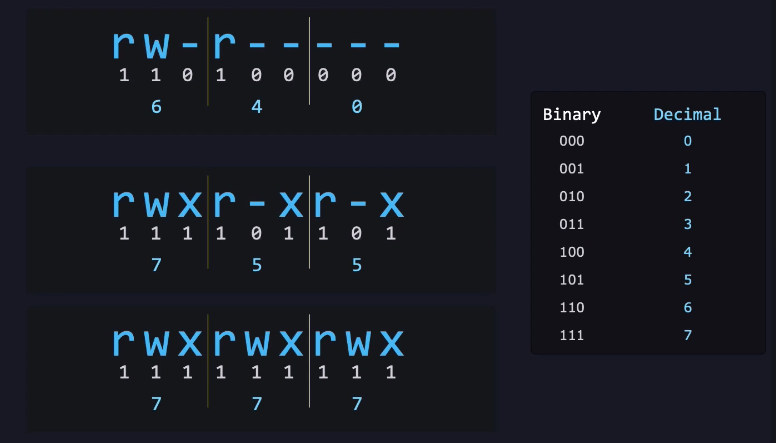 rw-r-----
1 1 0 1 0 0 0 0 0
6 4 0
rwxr-xr-x
1 1 1 1 0 1 1 0 1
7 5 5
rwxrwxrwx
1 1 1 1 1 1 1 1 1
7 7 7
Binary Decimal
000 0
001 1
010 2
011 3
100 4
101 5
110 6
111 7